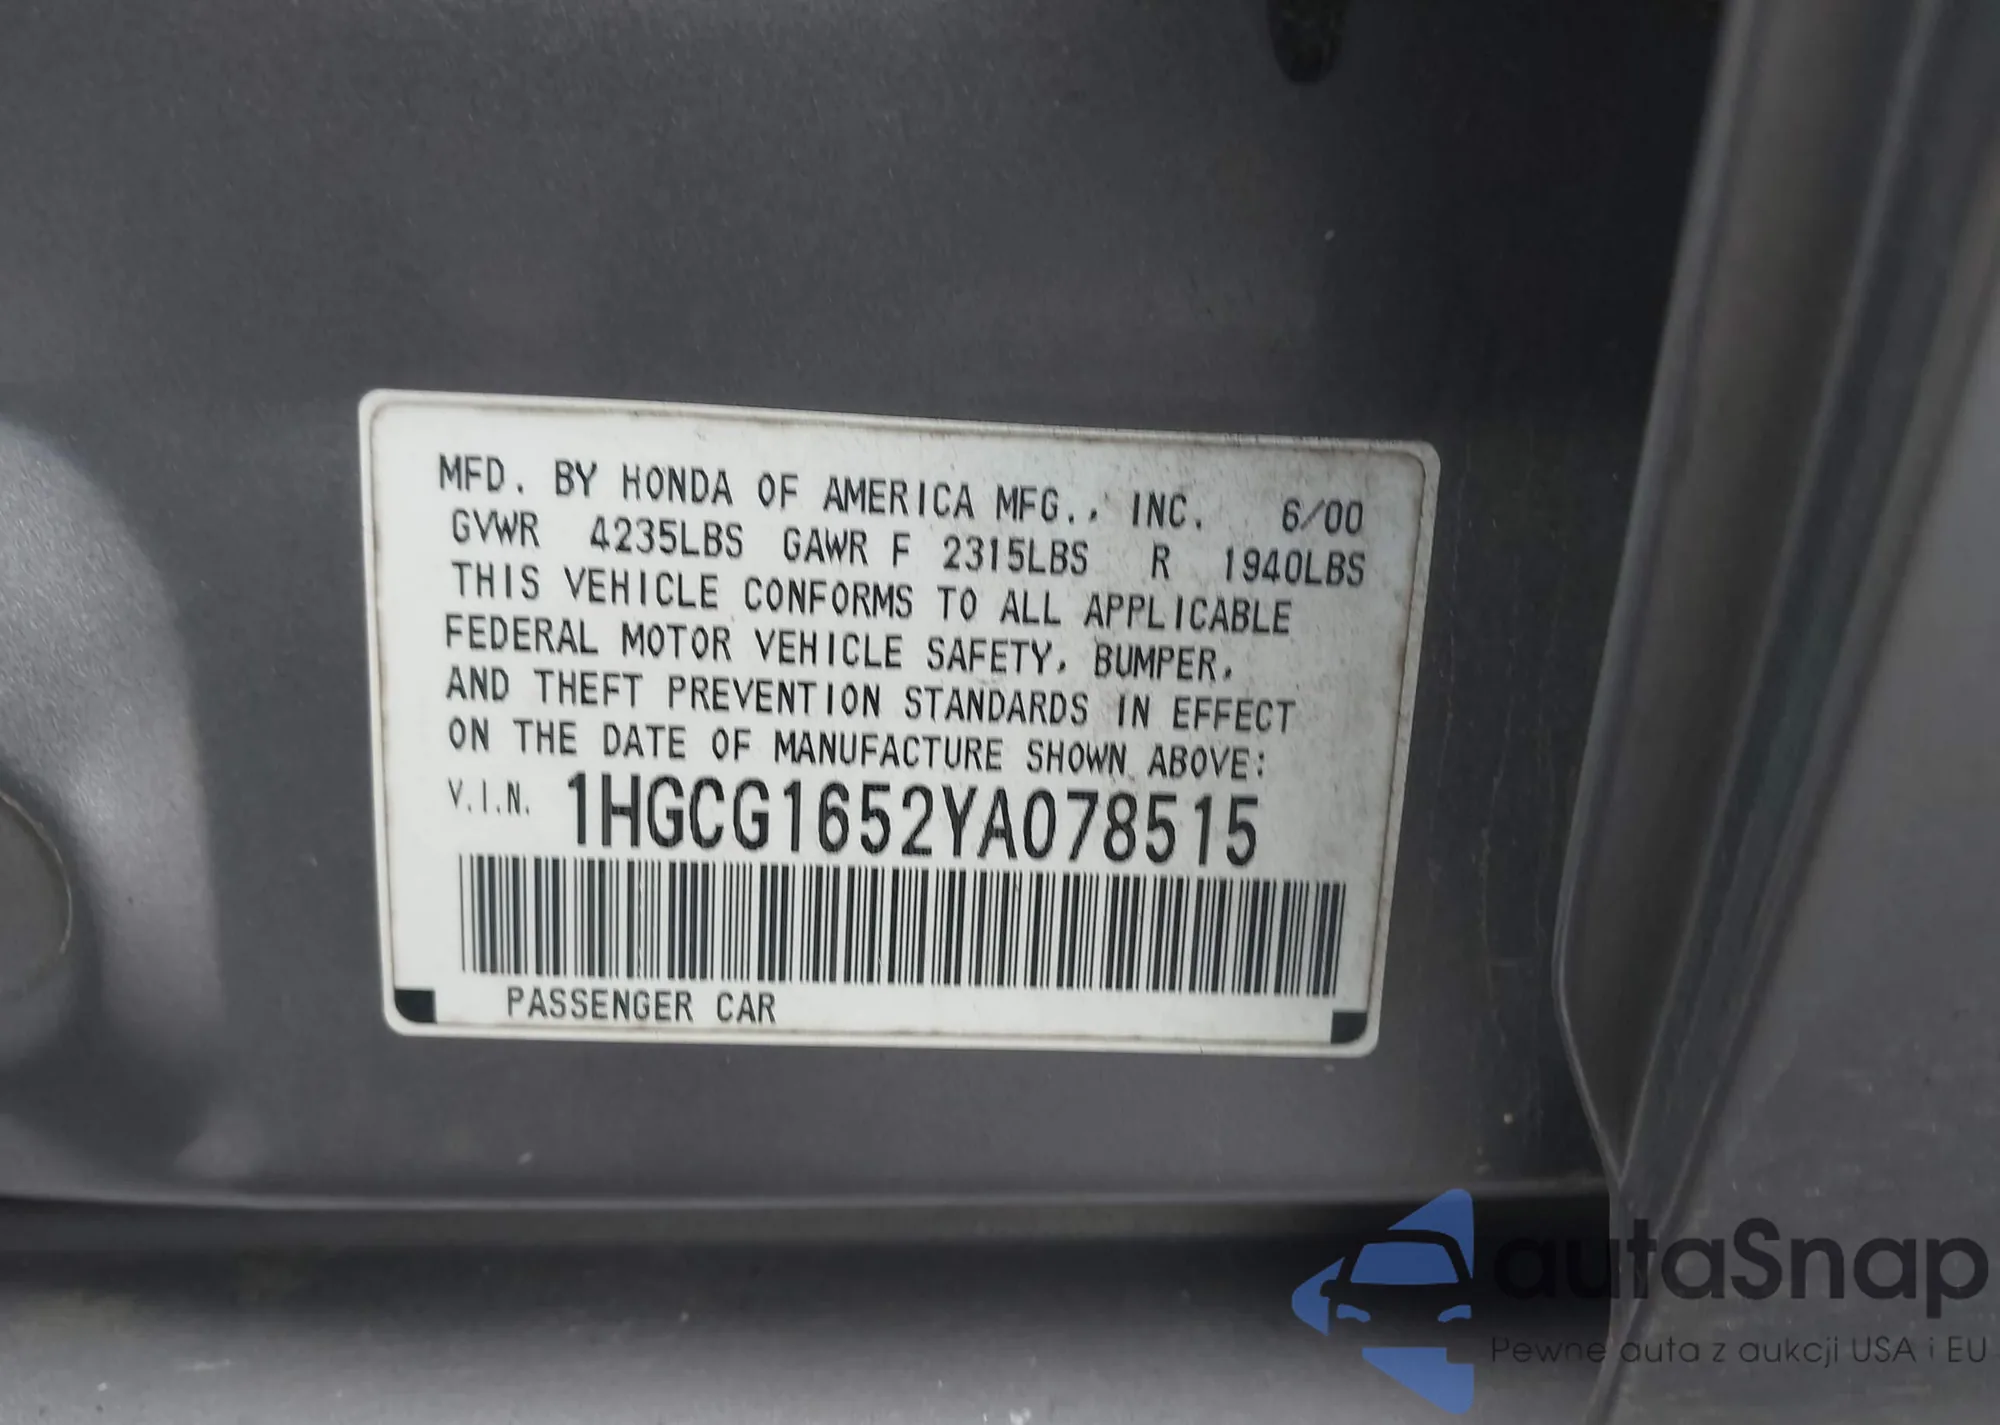 MFD. BY HONDA OF AMERICA MFG., INC. 6/00
GVWR 4235LBS GAWR F 2315LBS R 1940LBS
THIS VEHICLE CONFORMS TO ALL APPLICABLE
FEDERAL MOTOR VEHICLE SAFETY, BUMPER,
AND THEFT PREVENTION STANDARDS IN EFFECT
ON THE DATE OF MANUFACTURE SHOWN ABOVE:
V.I.N. 1HGCG1652YA078515
PASSENGER CAR
autaSnap
Pewne auta z aukcji USA i EU